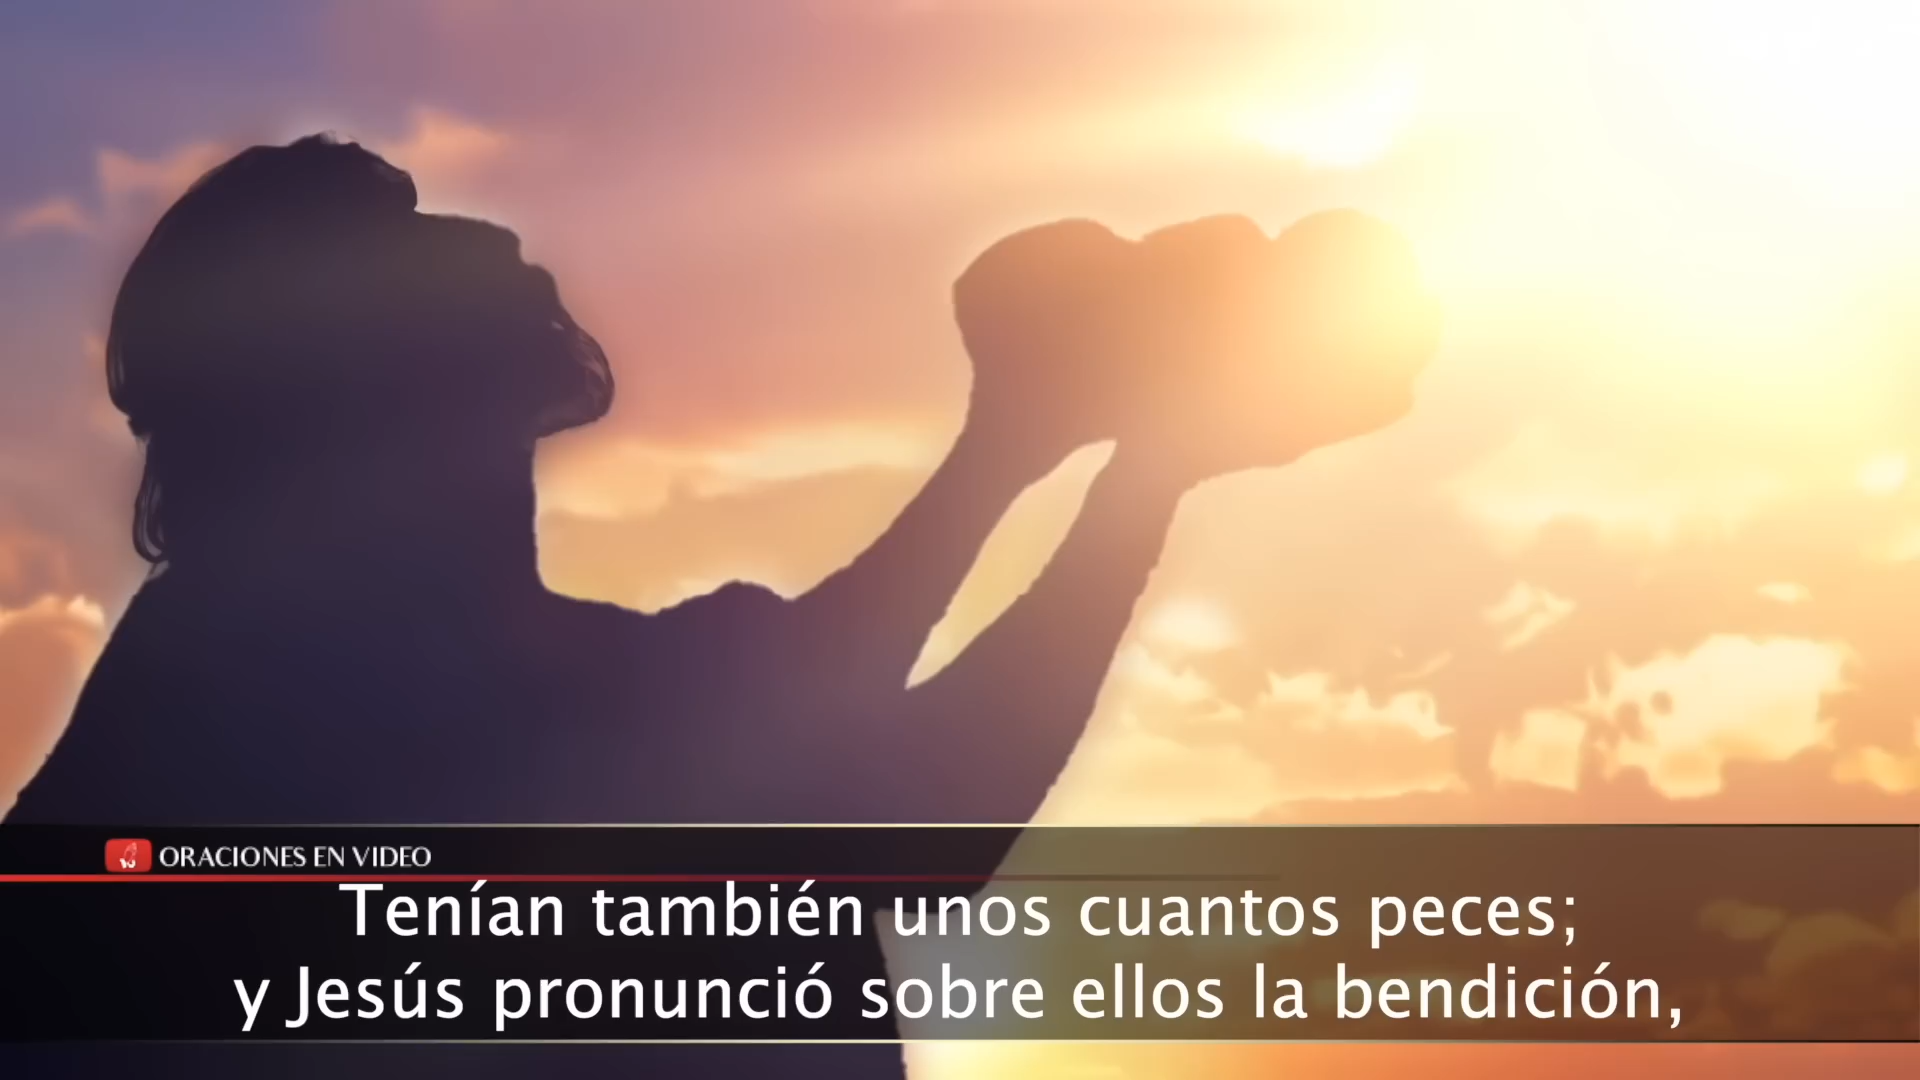 ORACIONES EN VIDEO
Tenían también unos cuantos peces;
y Jesús pronunció sobre ellos la bendición,